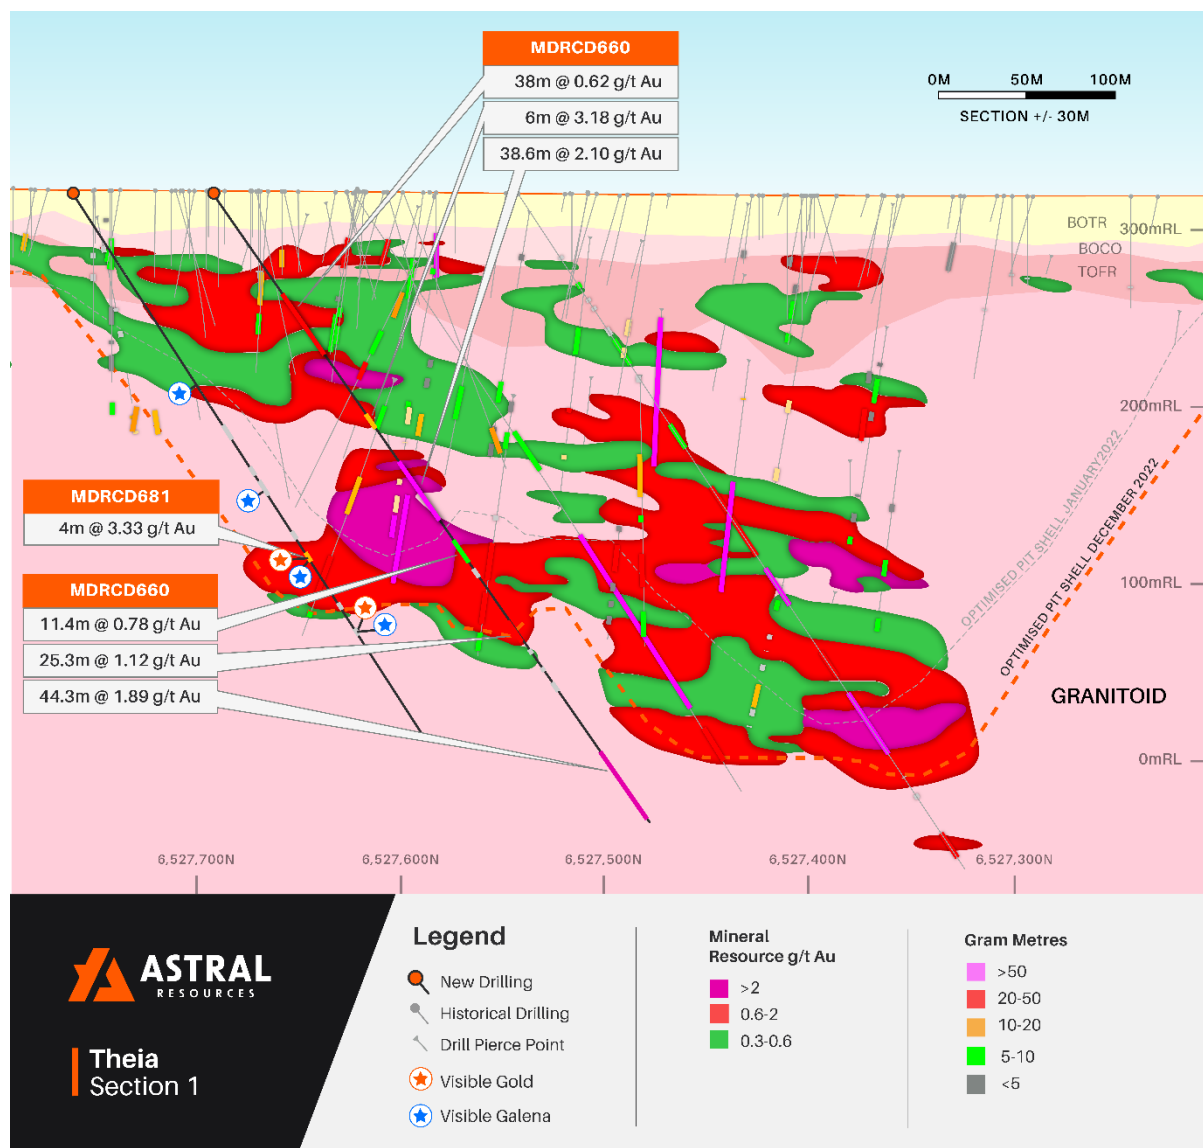 MDRCD660
38m @ 0.62 g/t Au
6m @ 3.18 g/t Au
38.6m @ 2.10 g/t Au
0M 50M 100M
SECTION +/- 30M
BOTR
300mRL
BOCO
TOFR
200mRL
MDRCD681
4m @ 3.33 g/t Au
OPTIMISED PIT SHELL JANUARY2022
OPTIMISED PIT SHELL DECEMBER 2022
100mRL
MDRCD660
11.4m @ 0.78 g/t Au
25.3m @ 1.12 g/t Au
44.3m @ 1.89 g/t Au
GRANITOID
0mRL
6,527,700N 6,527,600N 6,527,500N 6,527,400N 6,527,300N
ASTRAL
RESOURCES
Theia
Section 1
Legend
New Drilling
Historical Drilling
Drill Pierce Point
Visible Gold
Visible Galena
Mineral
Resource g/t Au
>2
0.6-2
0.3-0.6
Gram Metres
>50
20-50
10-20
5-10
<5